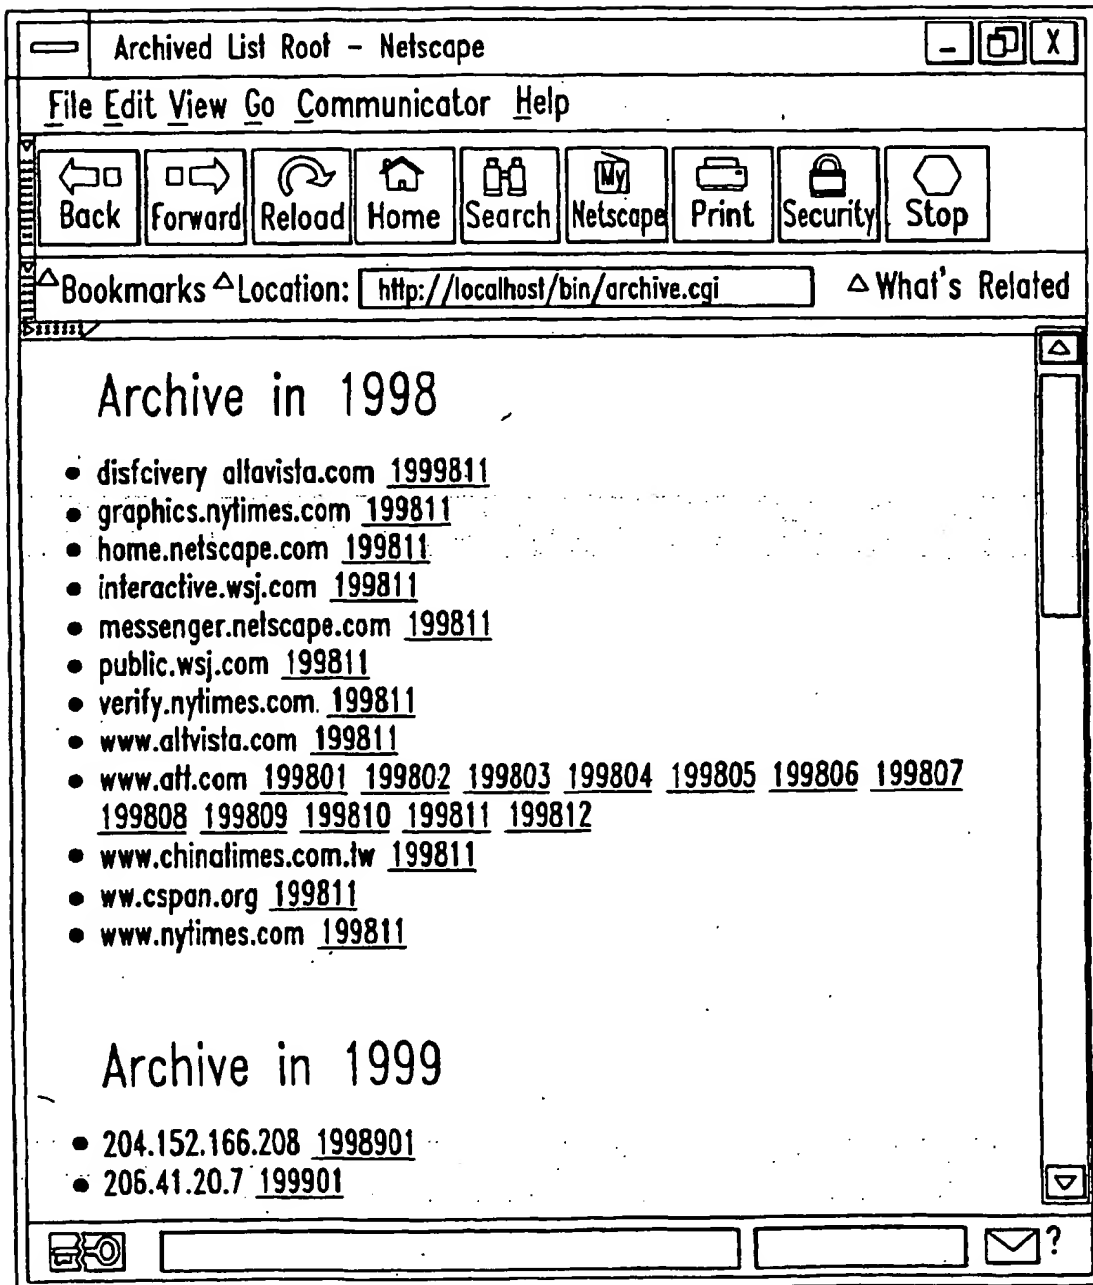 Archived List Root - Netscape
_ X
File Edit View Go Communicator Help
My
Back Forward Reload Home Search Netscape Print Security Stop
Bookmarks Location: http://localhost/bin/archive.cgi What's Related
Archive in 1998
• disfcivery altavista.com 1999811
• graphics.nytimes.com 199811
• home.netscape.com 199811
• interactive.wsj.com 199811
• messenger.netscape.com 199811
• public.wsj.com 199811
• verify.nytimes.com. 199811
• www.altvista.com 199811
• www.att.com 199801 199802 199803 199804 199805 199806 199807
199808 199809 199810 199811 199812
• www.chinatimes.com.tw 199811
• ww.cspan.org 199811
• www.nytimes.com 199811
Archive in 1999
• 204.152.166.208 1998901
• 206.41.20.7 199901
?